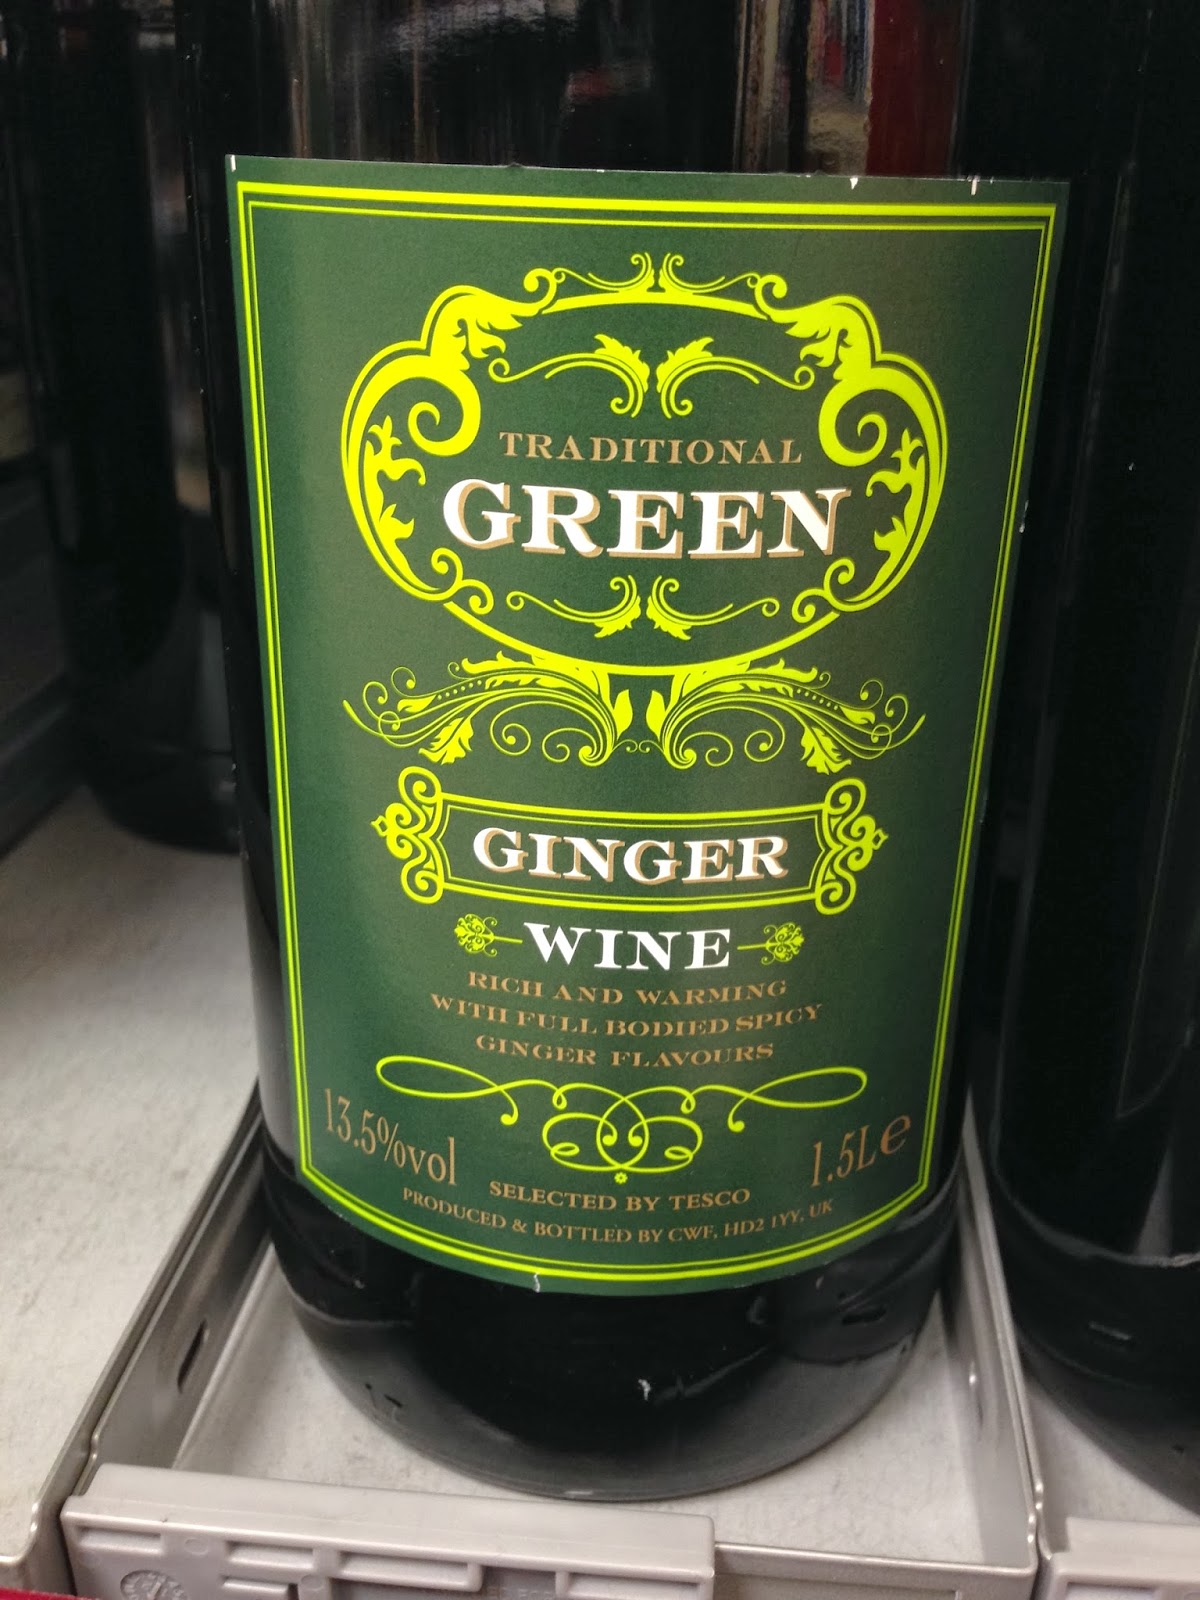 TRADITIONAL
GREEN
GINGER
WINE
RICH AND WARMING
WITH FULL BODIED SPICY
GINGER FLAVOURS
13.5%vol
1.5L e
SELECTED BY TESCO
PRODUCED & BOTTLED BY CWF, HD2 1YY, UK